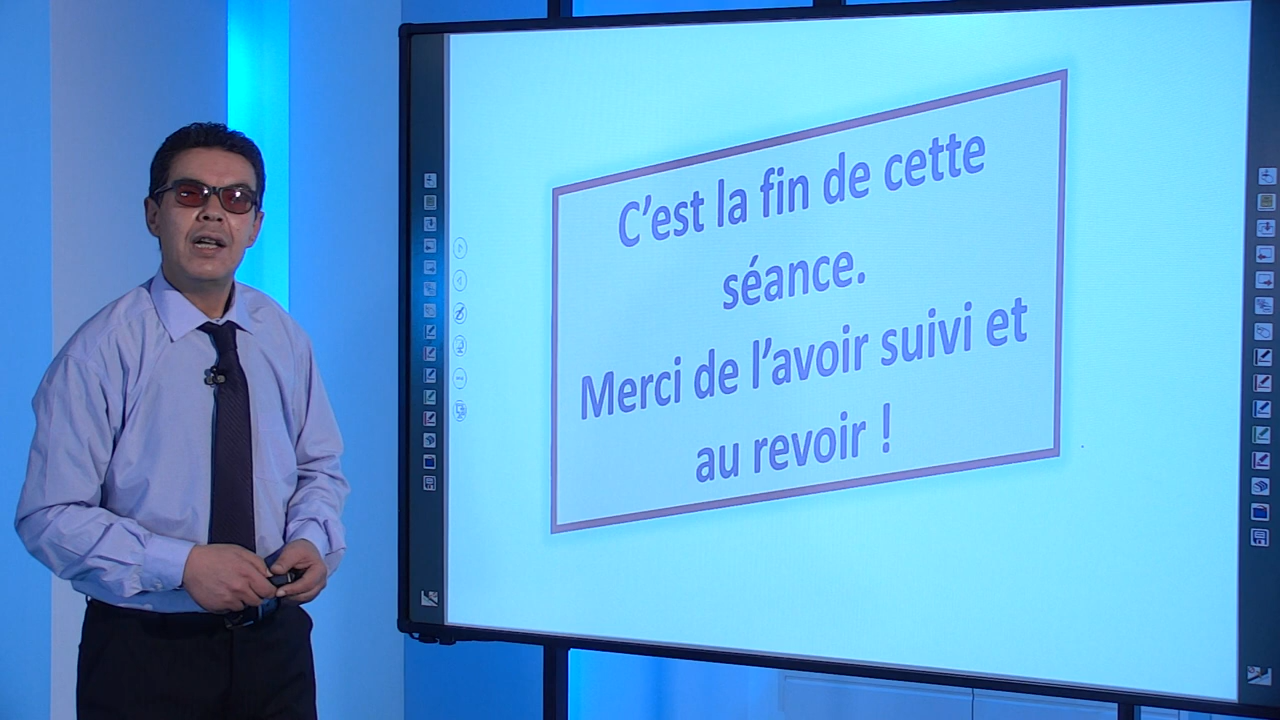 C’est la fin de cette
séance.
Merci de l’avoir suivi et
au revoir !